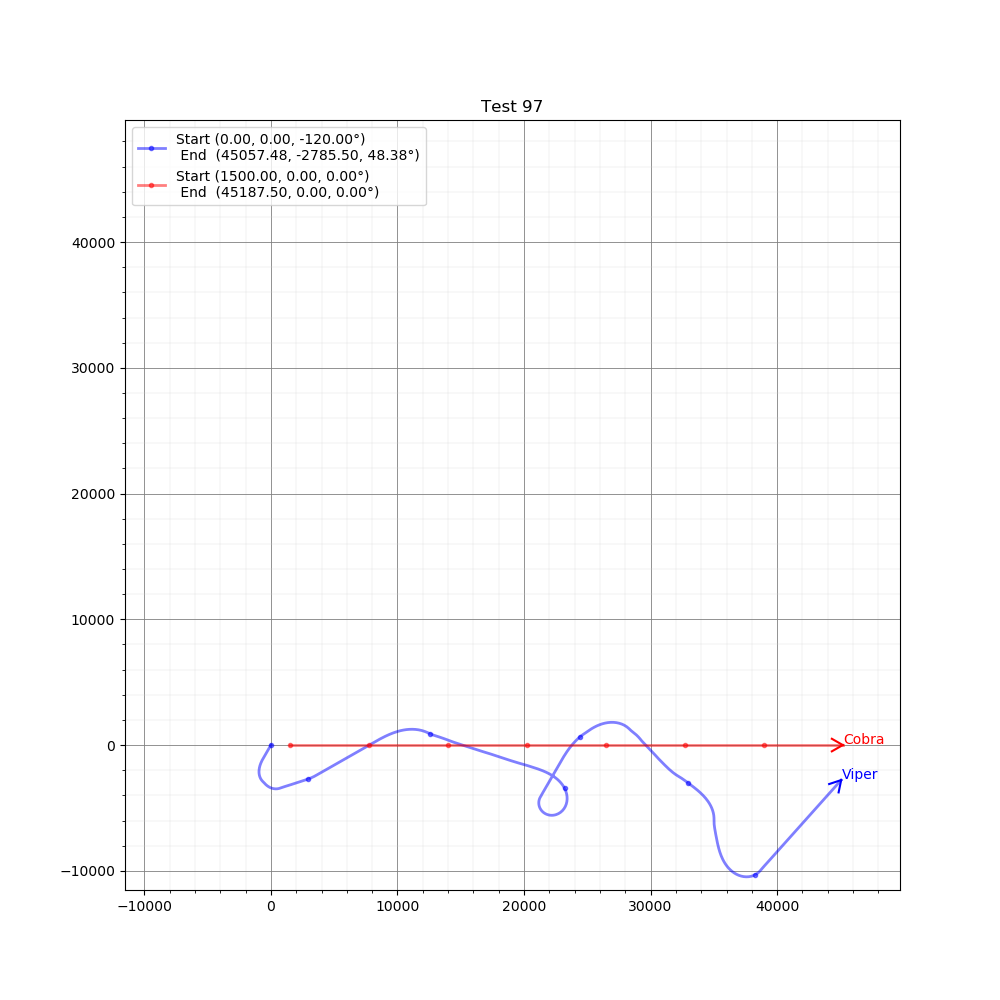 Test 97
Start (0.00, 0.00, -120.00°)
End  (45057.48, -2785.50, 48.38°)
Start (1500.00, 0.00, 0.00°)
End  (45187.50, 0.00, 0.00°)
40000
30000
20000
10000
0
−10000
Cobra
Viper
−10000 0 10000 20000 30000 40000